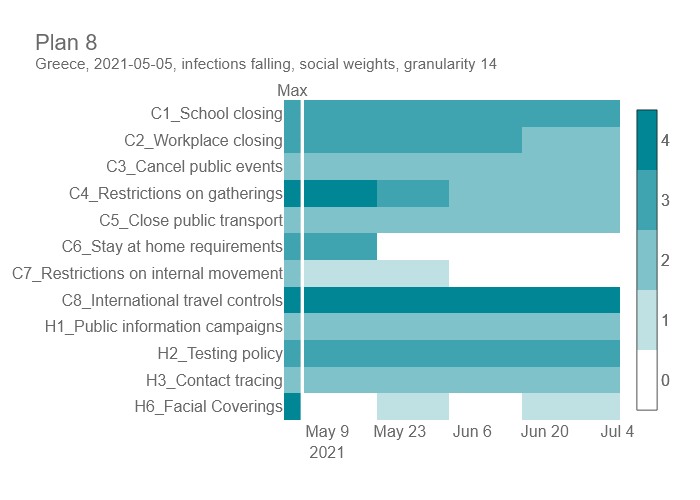 Plan 8
Greece, 2021-05-05, infections falling, social weights, granularity 14
Max
C1_School closing
C2_Workplace closing
C3_Cancel public events
C4_Restrictions on gatherings
C5_Close public transport
C6_Stay at home requirements
C7_Restrictions on internal movement
C8_International travel controls
H1_Public information campaigns
H2_Testing policy
H3_Contact tracing
H6_Facial Coverings
May 9 May 23 Jun 6 Jun 20 Jul 4
2021
4
3
2
1
0